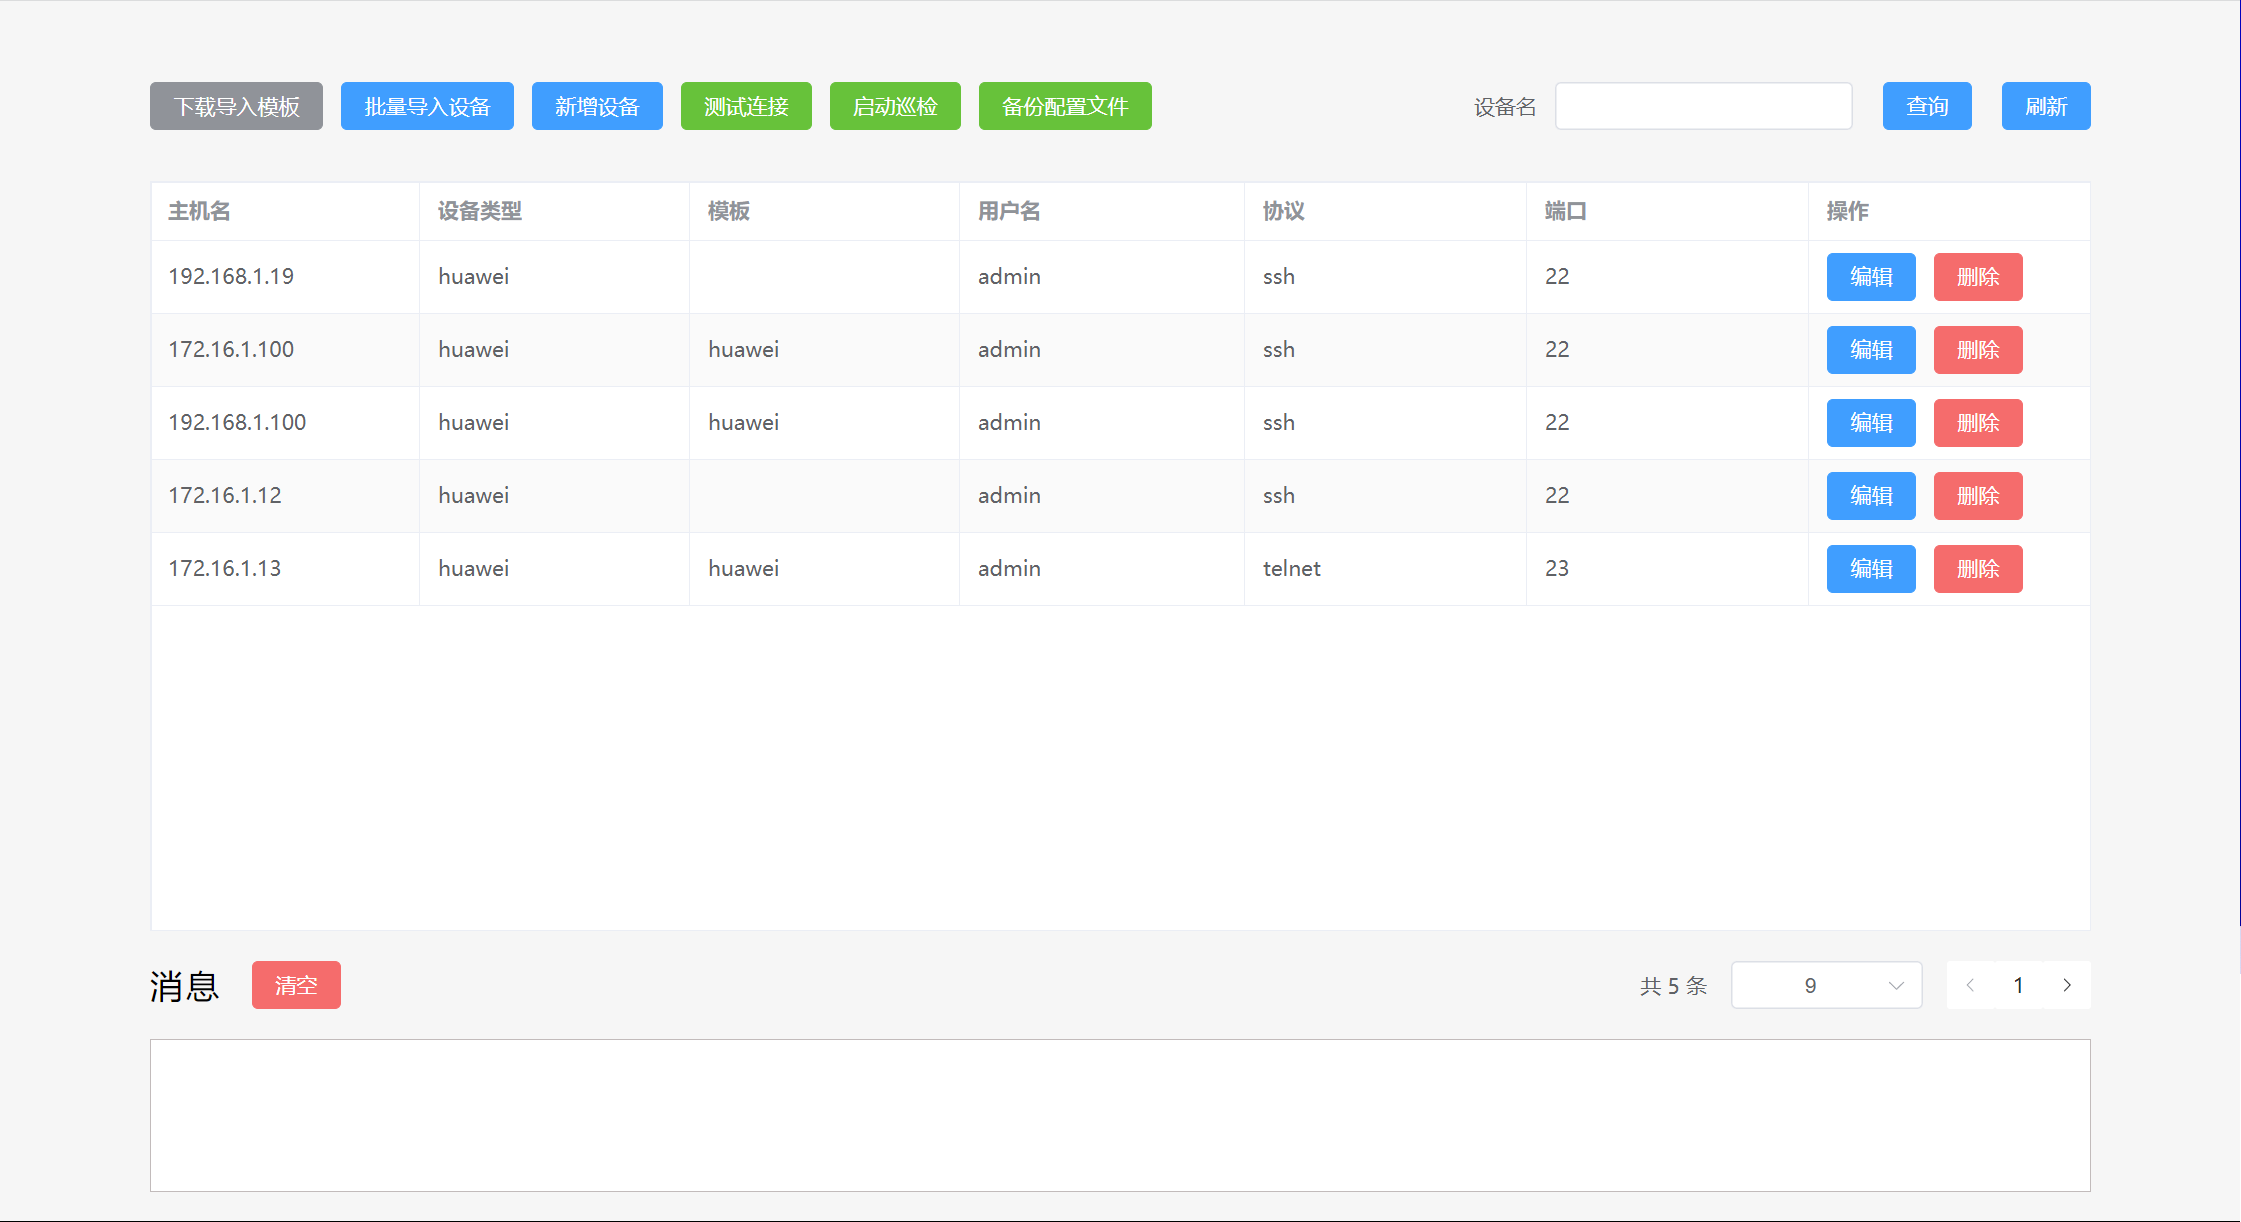 下载导入模板 批量导入设备 新增设备 测试连接 启动巡检 备份配置文件 设备名 查询 刷新
主机名 设备类型 模板 用户名 协议 端口 操作
192.168.1.19 huawei admin ssh 22 编辑 删除
172.16.1.100 huawei huawei admin ssh 22 编辑 删除
192.168.1.100 huawei huawei admin ssh 22 编辑 删除
172.16.1.12 huawei admin ssh 22 编辑 删除
172.16.1.13 huawei huawei admin telnet 23 编辑 删除
消息 清空 共 5 条 9 1